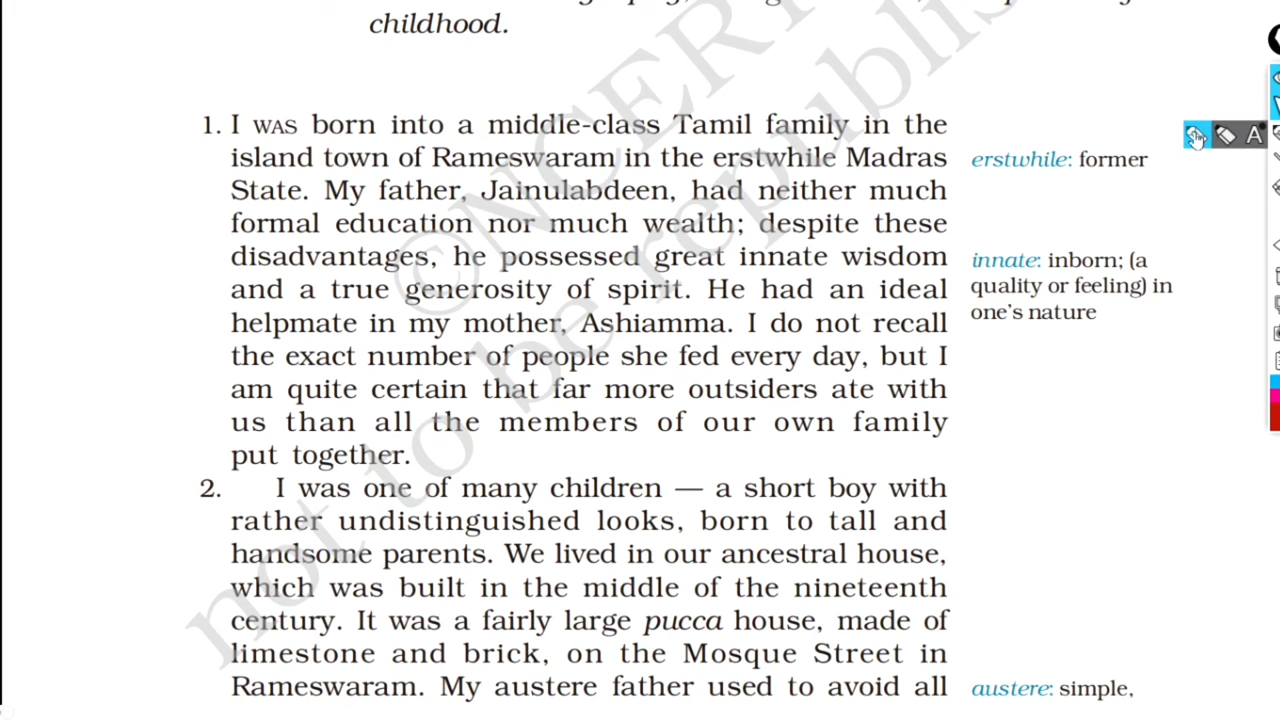 childhood.
1. I WAS born into a middle-class Tamil family in the
island town of Rameswaram in the erstwhile Madras
State. My father, Jainulabdeen, had neither much
formal education nor much wealth; despite these
disadvantages, he possessed great innate wisdom
and a true generosity of spirit. He had an ideal
helpmate in my mother, Ashiamma. I do not recall
the exact number of people she fed every day, but I
am quite certain that far more outsiders ate with
us than all the members of our own family
put together.
2. I was one of many children — a short boy with
rather undistinguished looks, born to tall and
handsome parents. We lived in our ancestral house,
which was built in the middle of the nineteenth
century. It was a fairly large pucca house, made of
limestone and brick, on the Mosque Street in
Rameswaram. My austere father used to avoid all
erstwhile: former
innate: inborn; (a
quality or feeling) in
one's nature
austere: simple,
©NCERT
not to be republis
A